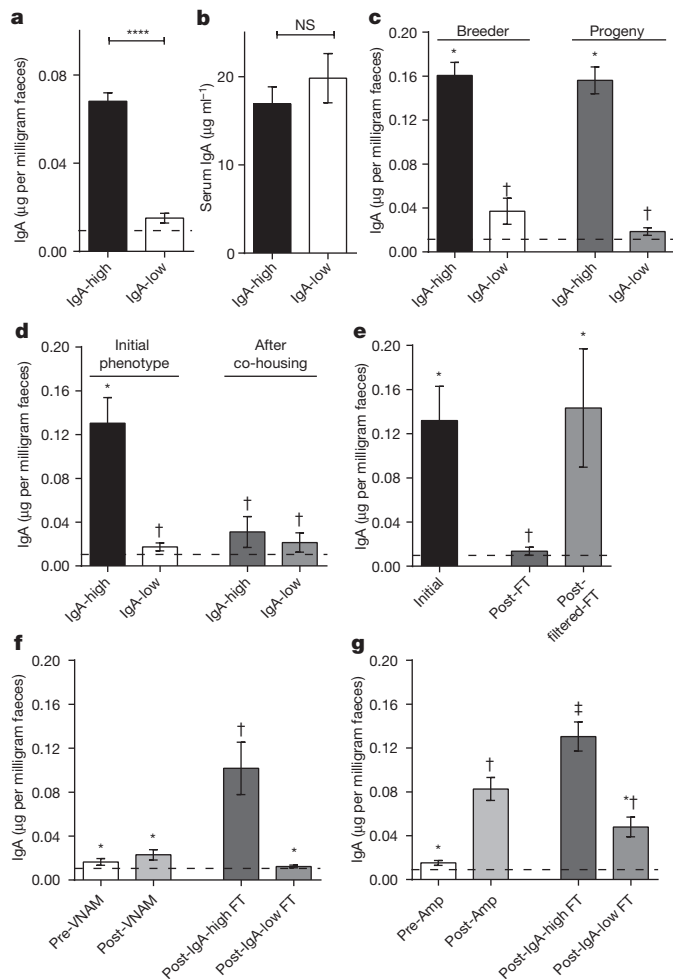 a
****
IgA (µg per milligram faeces)
0.08
0.04
0.00
IgA-high
IgA-low
b
NS
Serum IgA (µg ml⁻¹)
20
10
0
IgA-high
IgA-low
c
Breeder
Progeny
IgA (µg per milligram faeces)
0.20
0.16
0.12
0.08
0.04
0.00
*
†
*
†
IgA-high
IgA-low
IgA-high
IgA-low
d
Initial
phenotype
After
co-housing
IgA (µg per milligram faeces)
0.20
0.16
0.12
0.08
0.04
0.00
*
†
†
†
IgA-high
IgA-low
IgA-high
IgA-low
e
IgA (µg per milligram faeces)
0.20
0.16
0.12
0.08
0.04
0.00
*
†
*
Initial
Post-FT
Post-
filtered-FT
f
IgA (µg per milligram faeces)
0.20
0.16
0.12
0.08
0.04
0.00
*
*
†
*
Pre-VNAM
Post-VNAM
Post-IgA-high FT
Post-IgA-low FT
g
IgA (µg per milligram faeces)
0.20
0.16
0.12
0.08
0.04
0.00
*
†
‡
*†
Pre-Amp
Post-Amp
Post-IgA-high FT
Post-IgA-low FT